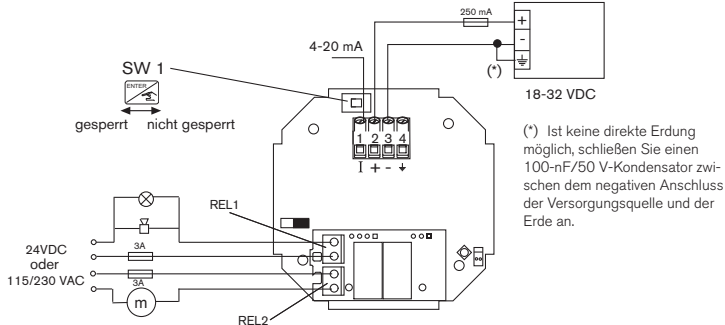 250 mA
+
-
4-20 mA
(*)
18-32 VDC
SW 1
ENTER
gesperrt nicht gesperrt
1 2 3 4
I + -
(*) Ist keine direkte Erdung
möglich, schließen Sie einen
100-nF/50 V-Kondensator zwi-
schen dem negativen Anschluss
der Versorgungsquelle und der
Erde an.
REL1
24VDC
oder
115/230 VAC
3A
3A
m
REL2